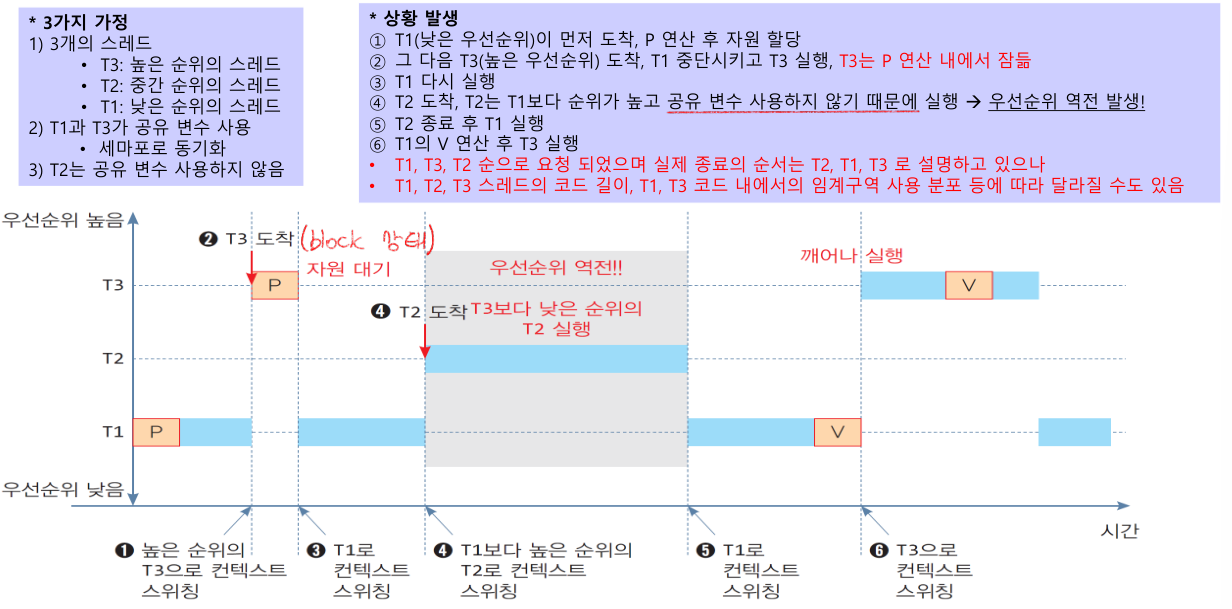 * 3가지 가정
1) 3개의 스레드
• T3: 높은 순위의 스레드
• T2: 중간 순위의 스레드
• T1: 낮은 순위의 스레드
2) T1과 T3가 공유 변수 사용
• 세마포로 동기화
3) T2는 공유 변수 사용하지 않음
* 상황 발생
① T1(낮은 우선순위)이 먼저 도착, P 연산 후 자원 할당
② 그 다음 T3(높은 우선순위) 도착, T1 중단시키고 T3 실행, T3는 P 연산 내에서 잠듦
③ T1 다시 실행
④ T2 도착, T2는 T1보다 순위가 높고 공유 변수 사용하지 않기 때문에 실행 → 우선순위 역전 발생!
⑤ T2 종료 후 T1 실행
⑥ T1의 V 연산 후 T3 실행
• T1, T3, T2 순으로 요청 되었으며 실제 종료의 순서는 T2, T1, T3 로 설명하고 있으나
• T1, T2, T3 스레드의 코드 길이, T1, T3 코드 내에서의 임계구역 사용 분포 등에 따라 달라질 수도 있음
우선순위 높음
❷ T3 도착 (block 상태)
자원 대기
우선순위 역전!!
깨어나 실행
T3
P
V
❹ T2 도착
T3보다 낮은 순위의
T2 실행
T2
T1
P
V
우선순위 낮음
시간
❶ 높은 순위의
T3으로 컨텍스트
스위칭
❸ T1로
컨텍스트
스위칭
❹ T1보다 높은 순위의
T2로 컨텍스트
스위칭
❺ T1로
컨텍스트
스위칭
❻ T3으로
컨텍스트
스위칭